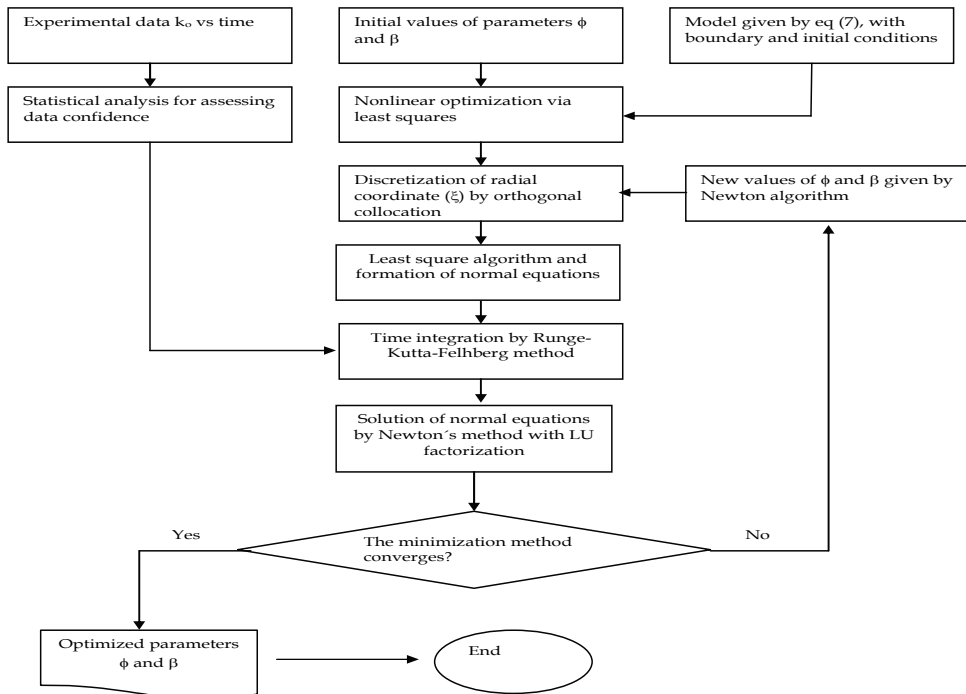 Experimental data kₒ vs time
Initial values of parameters ϕ
and β
Model given by eq (7), with
boundary and initial conditions
Statistical analysis for assessing
data confidence
Nonlinear optimization via
least squares
Discretization of radial
coordinate (ξ) by orthogonal
collocation
New values of ϕ and β given by
Newton algorithm
Least square algorithm and
formation of normal equations
Time integration by Runge-
Kutta-Felhberg method
Solution of normal equations
by Newton´s method with LU
factorization
Yes
The minimization method
converges?
No
Optimized parameters
ϕ and β
End